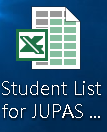 Student List
for JUPAS ...